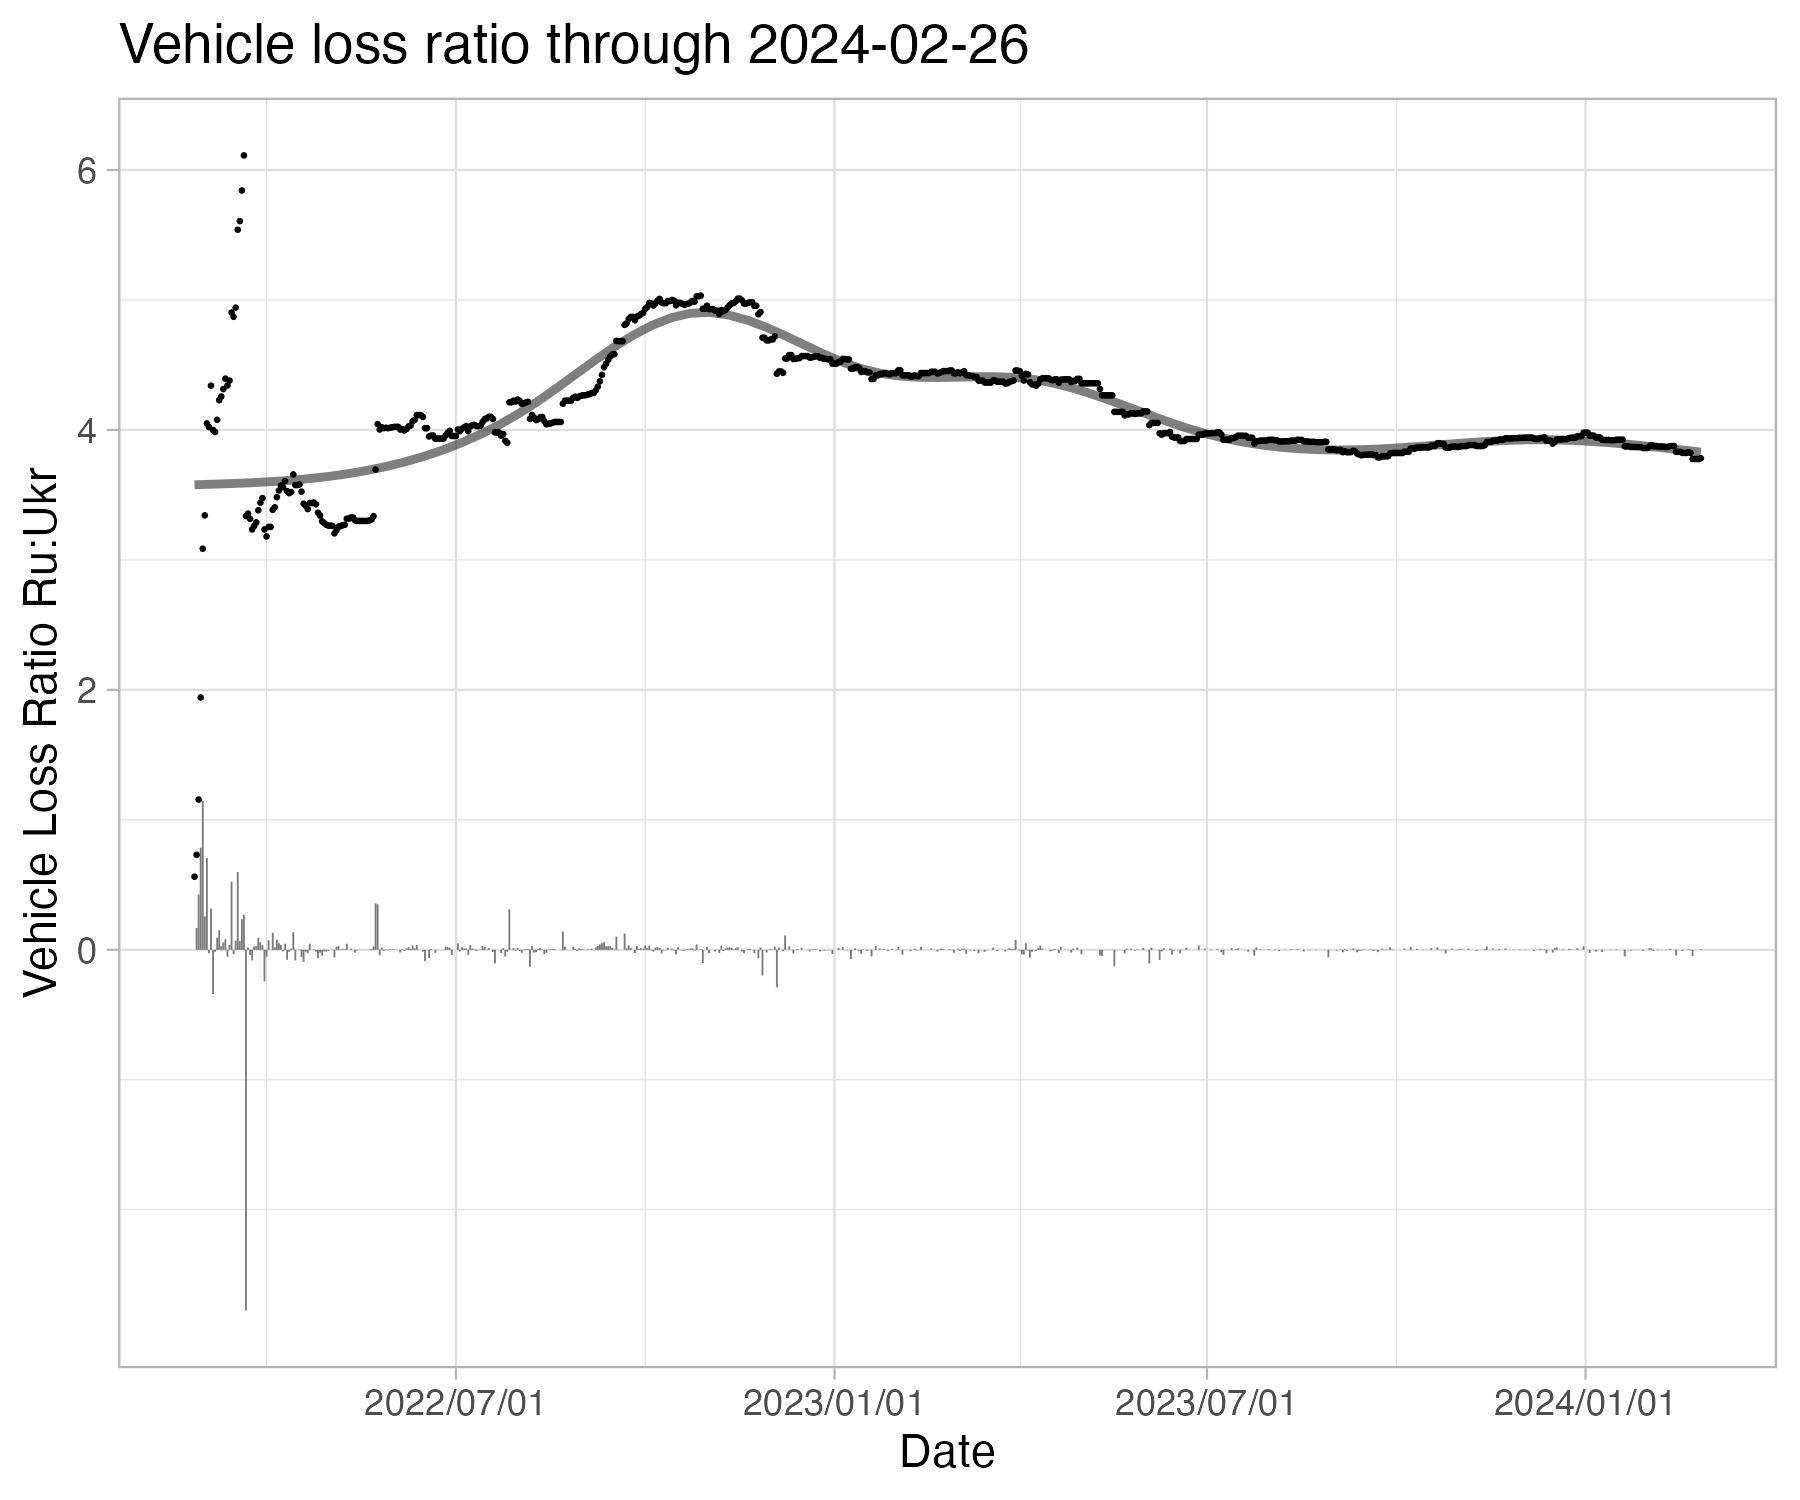 Vehicle loss ratio through 2024-02-26
Vehicle Loss Ratio Ru:Ukr
6
4
2
0
2022/07/01 2023/01/01 2023/07/01 2024/01/01
Date